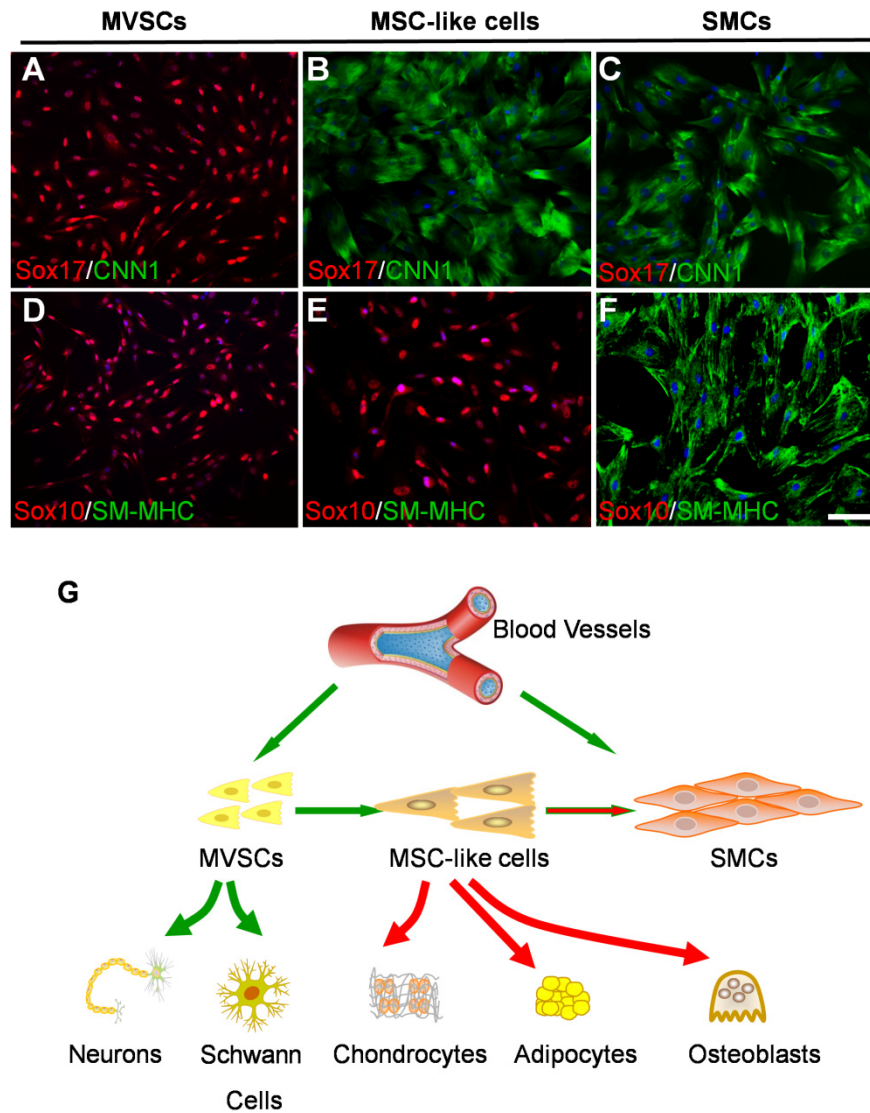 MVSCs MSC-like cells SMCs
A B C
Sox17/CNN1 Sox17/CNN1 Sox17/CNN1
D E F
Sox10/SM-MHC Sox10/SM-MHC Sox10/SM-MHC
G
Blood Vessels
MVSCs MSC-like cells SMCs
Neurons Schwann Chondrocytes Adipocytes Osteoblasts
Cells